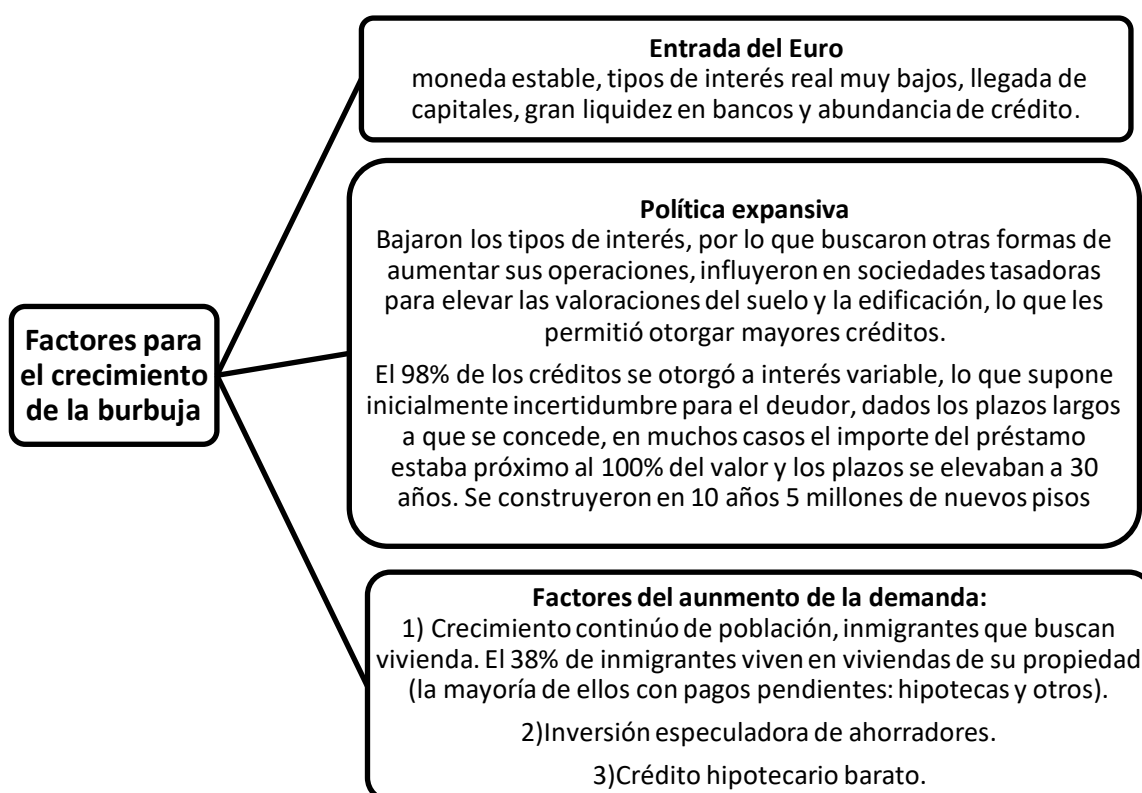 Factores para
el crecimiento
de la burbuja
Entrada del Euro
moneda estable, tipos de interés real muy bajos, llegada de
capitales, gran liquidez en bancos y abundancia de crédito.
Política expansiva
Bajaron los tipos de interés, por lo que buscaron otras formas de
aumentar sus operaciones, influyeron en sociedades tasadoras
para elevar las valoraciones del suelo y la edificación, lo que les
permitió otorgar mayores créditos.
El 98% de los créditos se otorgó a interés variable, lo que supone
inicialmente incertidumbre para el deudor, dados los plazos largos
a que se concede, en muchos casos el importe del préstamo
estaba próximo al 100% del valor y los plazos se elevaban a 30
años. Se construyeron en 10 años 5 millones de nuevos pisos
Factores del aunmento de la demanda:
1) Crecimiento continúo de población, inmigrantes que buscan
vivienda. El 38% de inmigrantes viven en viviendas de su propiedad
(la mayoría de ellos con pagos pendientes: hipotecas y otros).
2)Inversión especuladora de ahorradores.
3)Crédito hipotecario barato.